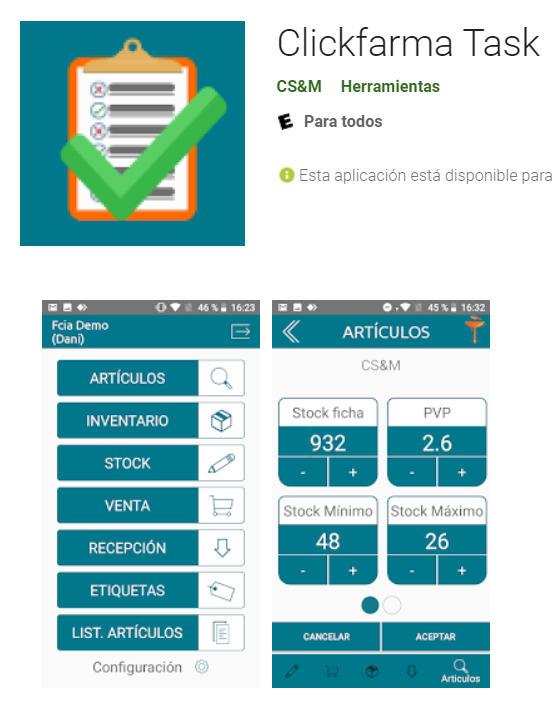 Clickfarma Task
CS&M Herramientas
E Para todos
Esta aplicación está disponible para
46 % 16:23
Fcia Demo
(Dani)
ARTÍCULOS
INVENTARIO
STOCK
VENTA
RECEPCIÓN
ETIQUETAS
LIST. ARTÍCULOS
Configuración
45 % 16:32
ARTÍCULOS
CS&M
Stock ficha PVP
932 2.6
- + - +
Stock Mínimo Stock Máximo
48 26
- + - +
CANCELAR ACEPTAR
Articulos